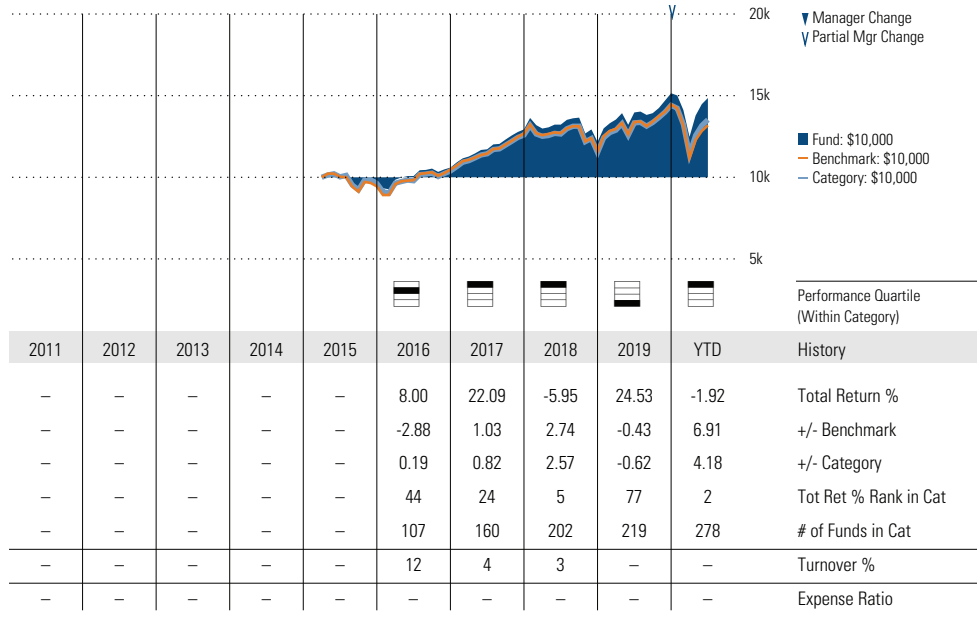 20k
▼ Manager Change
∨ Partial Mgr Change
15k
Fund: $10,000
Benchmark: $10,000
Category: $10,000
10k
5k
Performance Quartile
(Within Category)
2011 2012 2013 2014 2015 2016 2017 2018 2019 YTD History
– – – – – 8.00 22.09 -5.95 24.53 -1.92 Total Return %
– – – – – -2.88 1.03 2.74 -0.43 6.91 +/- Benchmark
– – – – – 0.19 0.82 2.57 -0.62 4.18 +/- Category
– – – – – 44 24 5 77 2 Tot Ret % Rank in Cat
– – – – – 107 160 202 219 278 # of Funds in Cat
– – – – – 12 4 3 – – Turnover %
– – – – – – – – – – Expense Ratio